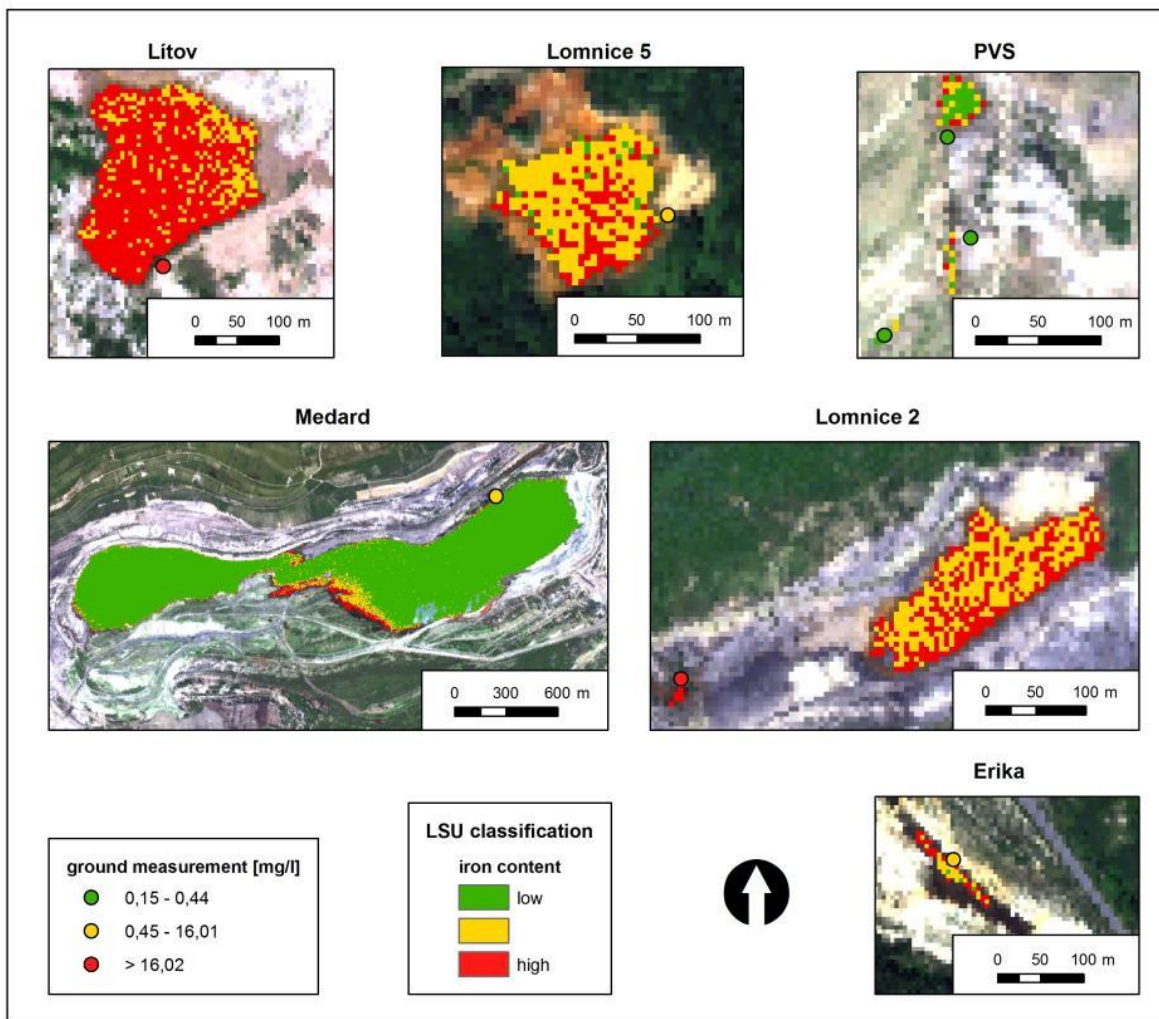 Lítov
Lomnice 5
PVS
0 50 100 m
0 50 100 m
0 50 100 m
Medard
Lomnice 2
0 300 600 m
0 50 100 m
Erika
ground measurement [mg/l]
0,15 - 0,44
0,45 - 16,01
> 16,02
LSU classification
iron content
low
high
0 50 100 m